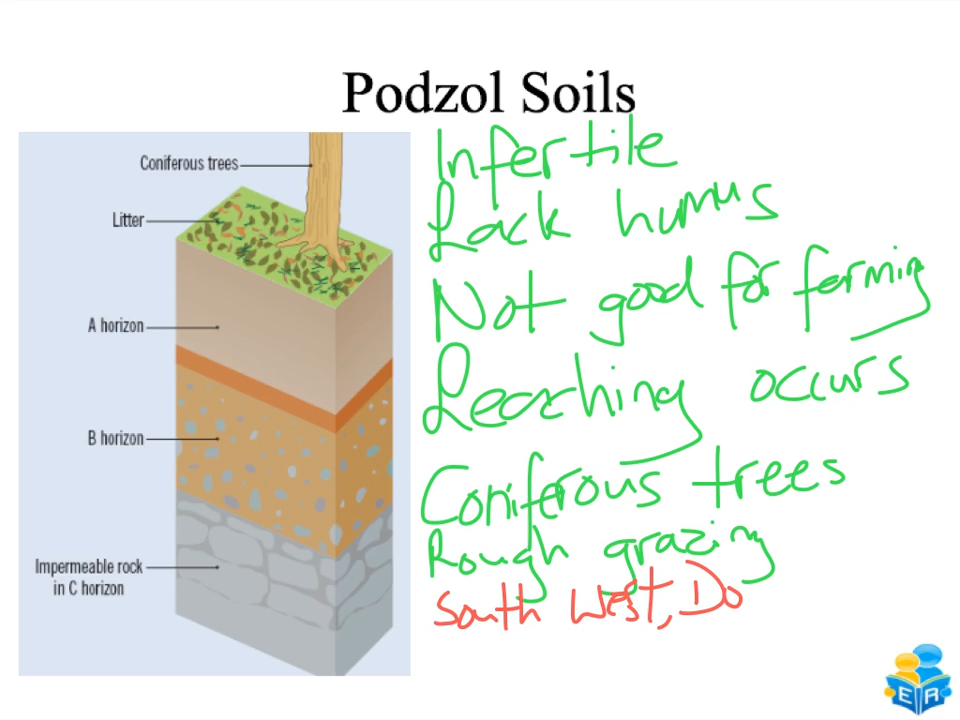 Podzol Soils
Coniferous trees
Litter
A horizon
B horizon
Impermeable rock
in C horizon
Infertile
Lack humus
Not good for farming
Leaching occurs
Coniferous trees
Rough grazing
South West, Do
E R